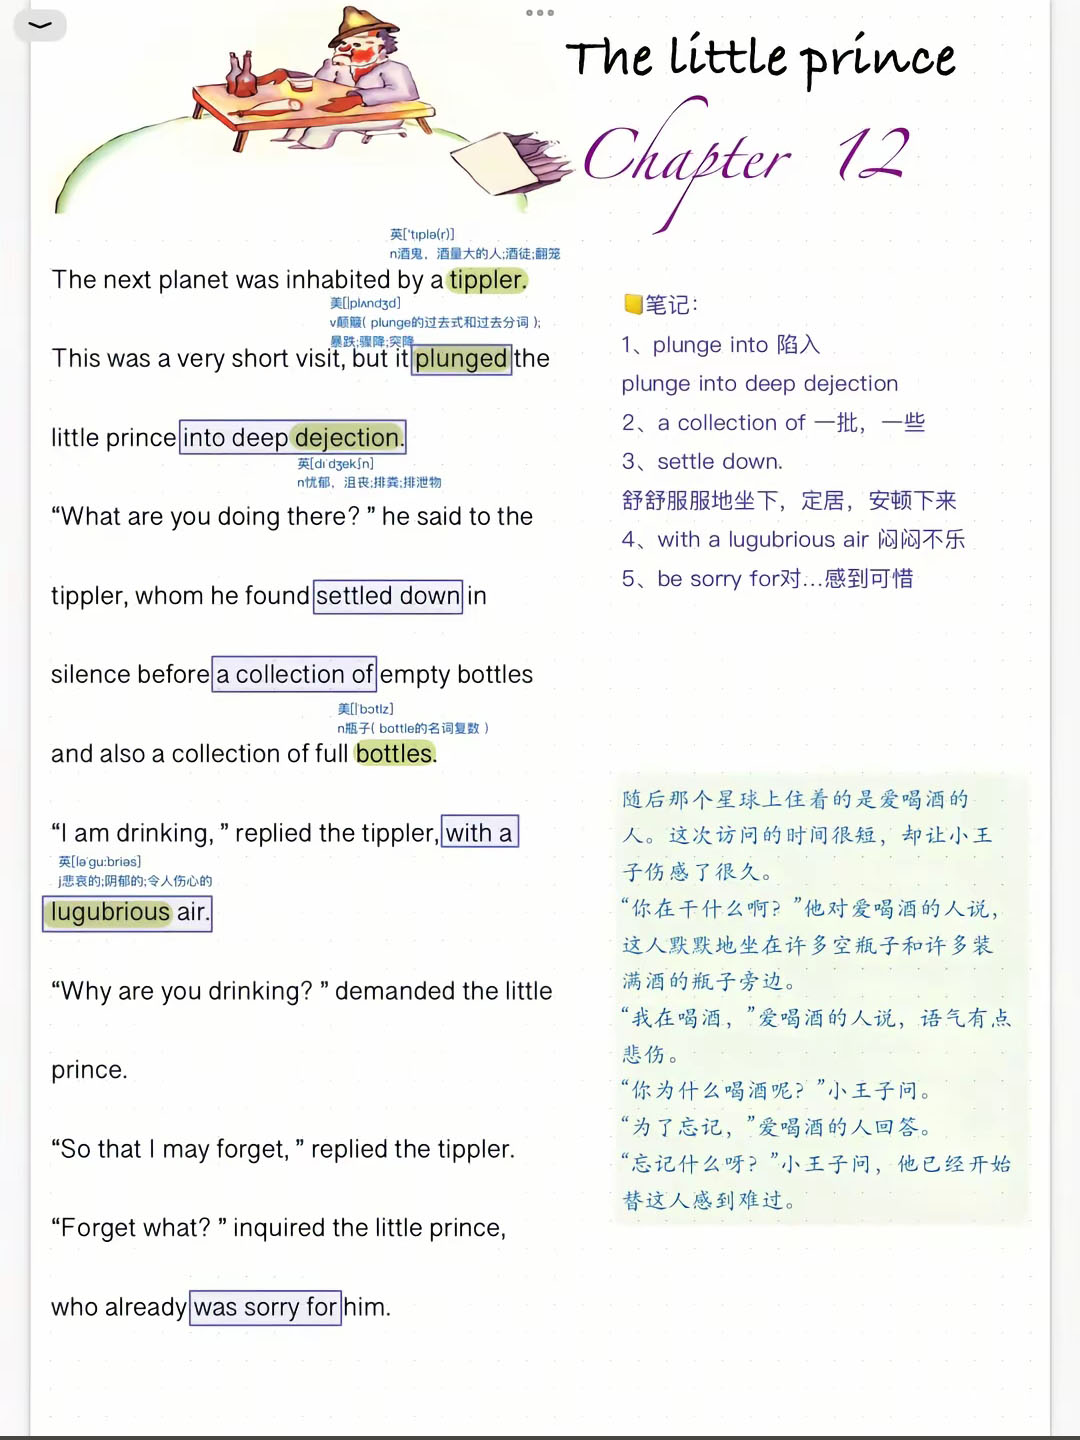 The little prince
Chapter 12
英['tɪplə(r)]
n酒鬼，酒量大的人;酒徒;翻笼
The next planet was inhabited by a tippler.
美[|plʌndʒd]
v颠簸( plunge的过去式和过去分词 );
暴跌;骤降;突降
This was a very short visit, but it plunged the
little prince into deep dejection.
英[dɪˈdʒekʃn]
n忧郁，沮丧;排粪;排泄物
“What are you doing there? ” he said to the
tippler, whom he found settled down in
silence before a collection of empty bottles
美[|ˈbɔtlz]
n瓶子( bottle的名词复数 )
and also a collection of full bottles.
“I am drinking, ” replied the tippler, with a
英[ləˈgu:briəs]
j悲哀的;阴郁的;令人伤心的
lugubrious air.
“Why are you drinking? ” demanded the little
prince.
“So that I may forget, ” replied the tippler.
“Forget what? ” inquired the little prince,
who already was sorry for him.
笔记：
1、plunge into 陷入
plunge into deep dejection
2、a collection of 一批，一些
3、settle down.
舒舒服服地坐下，定居，安顿下来
4、with a lugubrious air 闷闷不乐
5、be sorry for对...感到可惜
随后那个星球上住着的是爱喝酒的
人。这次访问的时间很短，却让小王
子伤感了很久。
“你在干什么啊？”他对爱喝酒的人说，
这人默默地坐在许多空瓶子和许多装
满酒的瓶子旁边。
“我在喝酒，”爱喝酒的人说，语气有点
悲伤。
“你为什么喝酒呢？”小王子问。
“为了忘记，”爱喝酒的人回答。
“忘记什么呀？”小王子问，他已经开始
替这人感到难过。